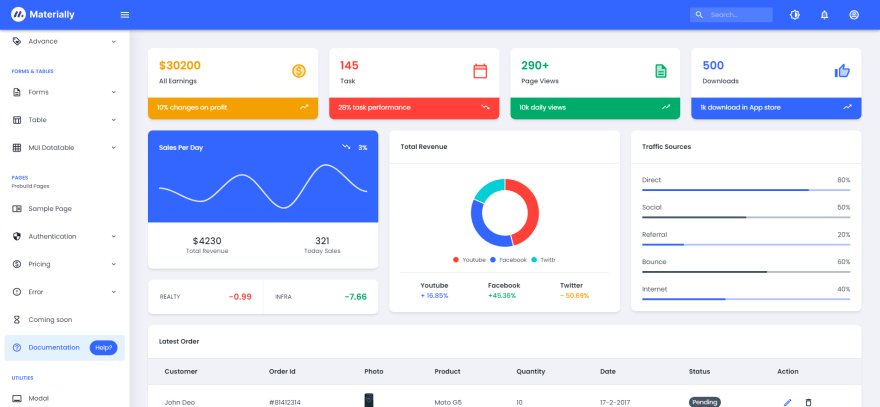 Materially
Search...
Advance
FORMS & TABLES
Forms
Table
MUI Datatable
PAGES
Prebuild Pages
Sample Page
Authentication
Pricing
Error
Coming soon
Documentation Help?
UTILITIES
Modal
$30200
All Earnings
10% changes on profit
145
Task
28% task performance
290+
Page Views
10k daily views
500
Downloads
1k download in App store
Sales Per Day 3%
$4230 321
Total Revenue Today Sales
REALTY -0.99 INFRA -7.66
Total Revenue
Youtube Facebook Twitt
Youtube Facebook Twitter
+ 16.85% +45.36% - 50.69%
Traffic Sources
Direct 80%
Social 50%
Referral 20%
Bounce 60%
Internet 40%
Latest Order
Customer Order Id Photo Product Quantity Date Status Action
John Deo #81412314 Moto G5 10 17-2-2017 Pending